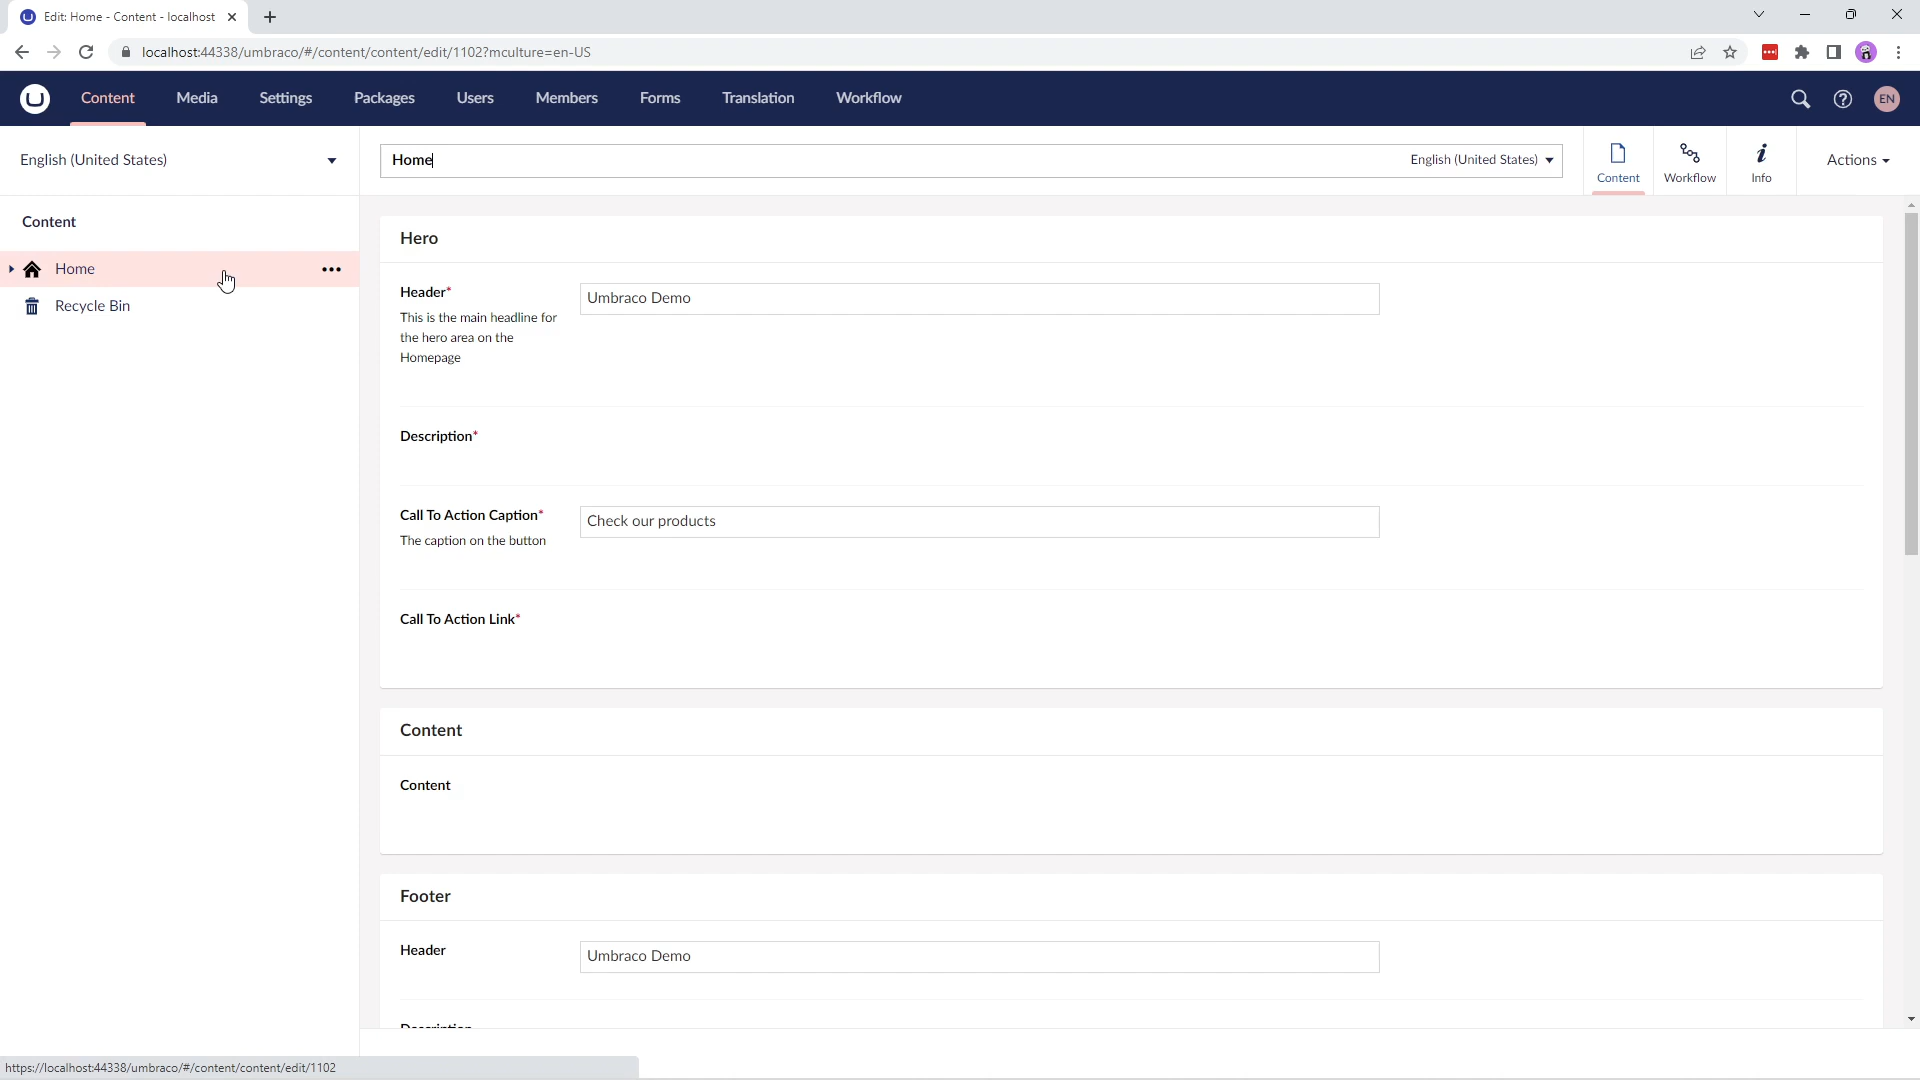 Edit: Home - Content - localhost
localhost:44338/umbraco/#/content/content/edit/1102?mculture=en-US
Content Media Settings Packages Users Members Forms Translation Workflow EN
English (United States)
Home English (United States)
Content Workflow Info
Actions
Content
Home
Recycle Bin
Hero
Header*
This is the main headline for
the hero area on the
Homepage
Umbraco Demo
Description*
Call To Action Caption*
The caption on the button
Check our products
Call To Action Link*
Content
Content
Footer
Header
Umbraco Demo
Description
https://localhost:44338/umbraco/#/content/content/edit/1102